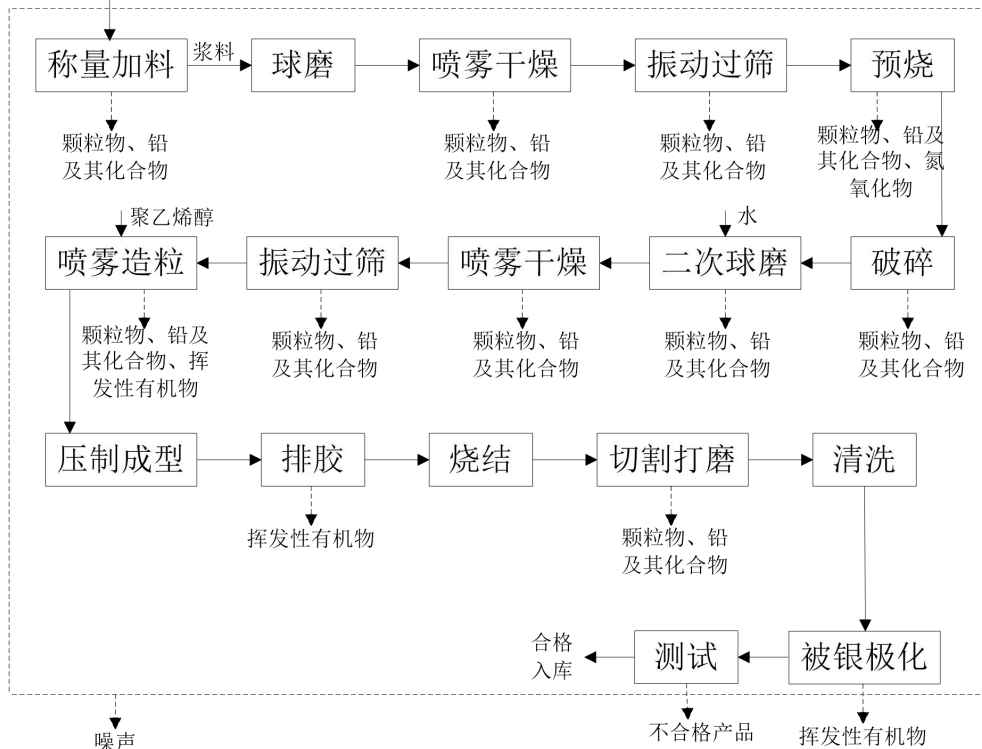 称量加料
浆料
球磨
喷雾干燥
振动过筛
预烧
颗粒物、铅
及其化合物
颗粒物、铅
及其化合物
颗粒物、铅
及其化合物
颗粒物、铅及
其化合物、氮
氧化物
聚乙烯醇
水
喷雾造粒
振动过筛
喷雾干燥
二次球磨
破碎
颗粒物、铅及
其化合物、挥
发性有机物
颗粒物、铅
及其化合物
颗粒物、铅
及其化合物
颗粒物、铅
及其化合物
颗粒物、铅
及其化合物
压制成型
排胶
烧结
切割打磨
清洗
挥发性有机物
颗粒物、铅
及其化合物
合格
入库
测试
被银极化
噪声
不合格产品
挥发性有机物